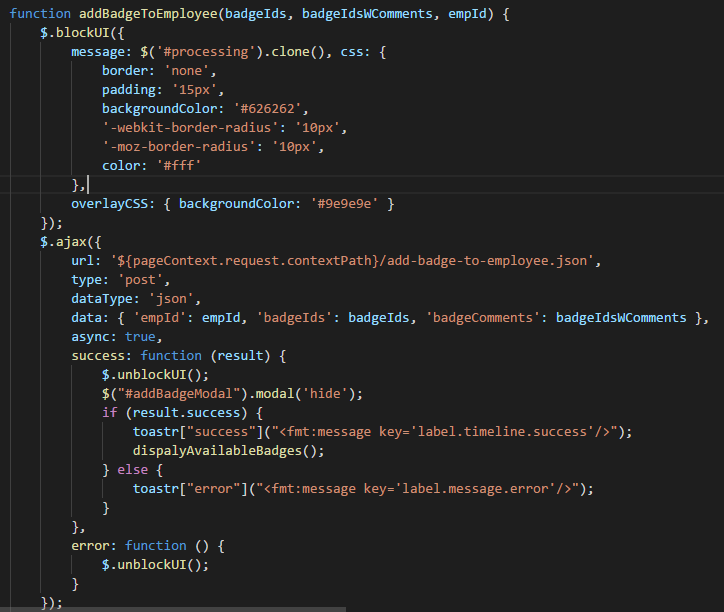 function addBadgeToEmployee(badgeIds, badgeIdsWComments, empId) {
$.blockUI({
message: $('#processing').clone(), css: {
border: 'none',
padding: '15px',
backgroundColor: '#626262',
'-webkit-border-radius': '10px',
'-moz-border-radius': '10px',
color: '#fff'
},
overlayCSS: { backgroundColor: '#9e9e9e' }
});
$.ajax({
url: '${pageContext.request.contextPath}/add-badge-to-employee.json',
type: 'post',
dataType: 'json',
data: { 'empId': empId, 'badgeIds': badgeIds, 'badgeComments': badgeIdsWComments },
async: true,
success: function (result) {
$.unblockUI();
$("#addBadgeModal").modal('hide');
if (result.success) {
toastr["success"]("<fmt:message key='label.timeline.success'/>");
dispalyAvailableBadges();
} else {
toastr["error"]("<fmt:message key='label.message.error'/>");
}
},
error: function () {
$.unblockUI();
}
});